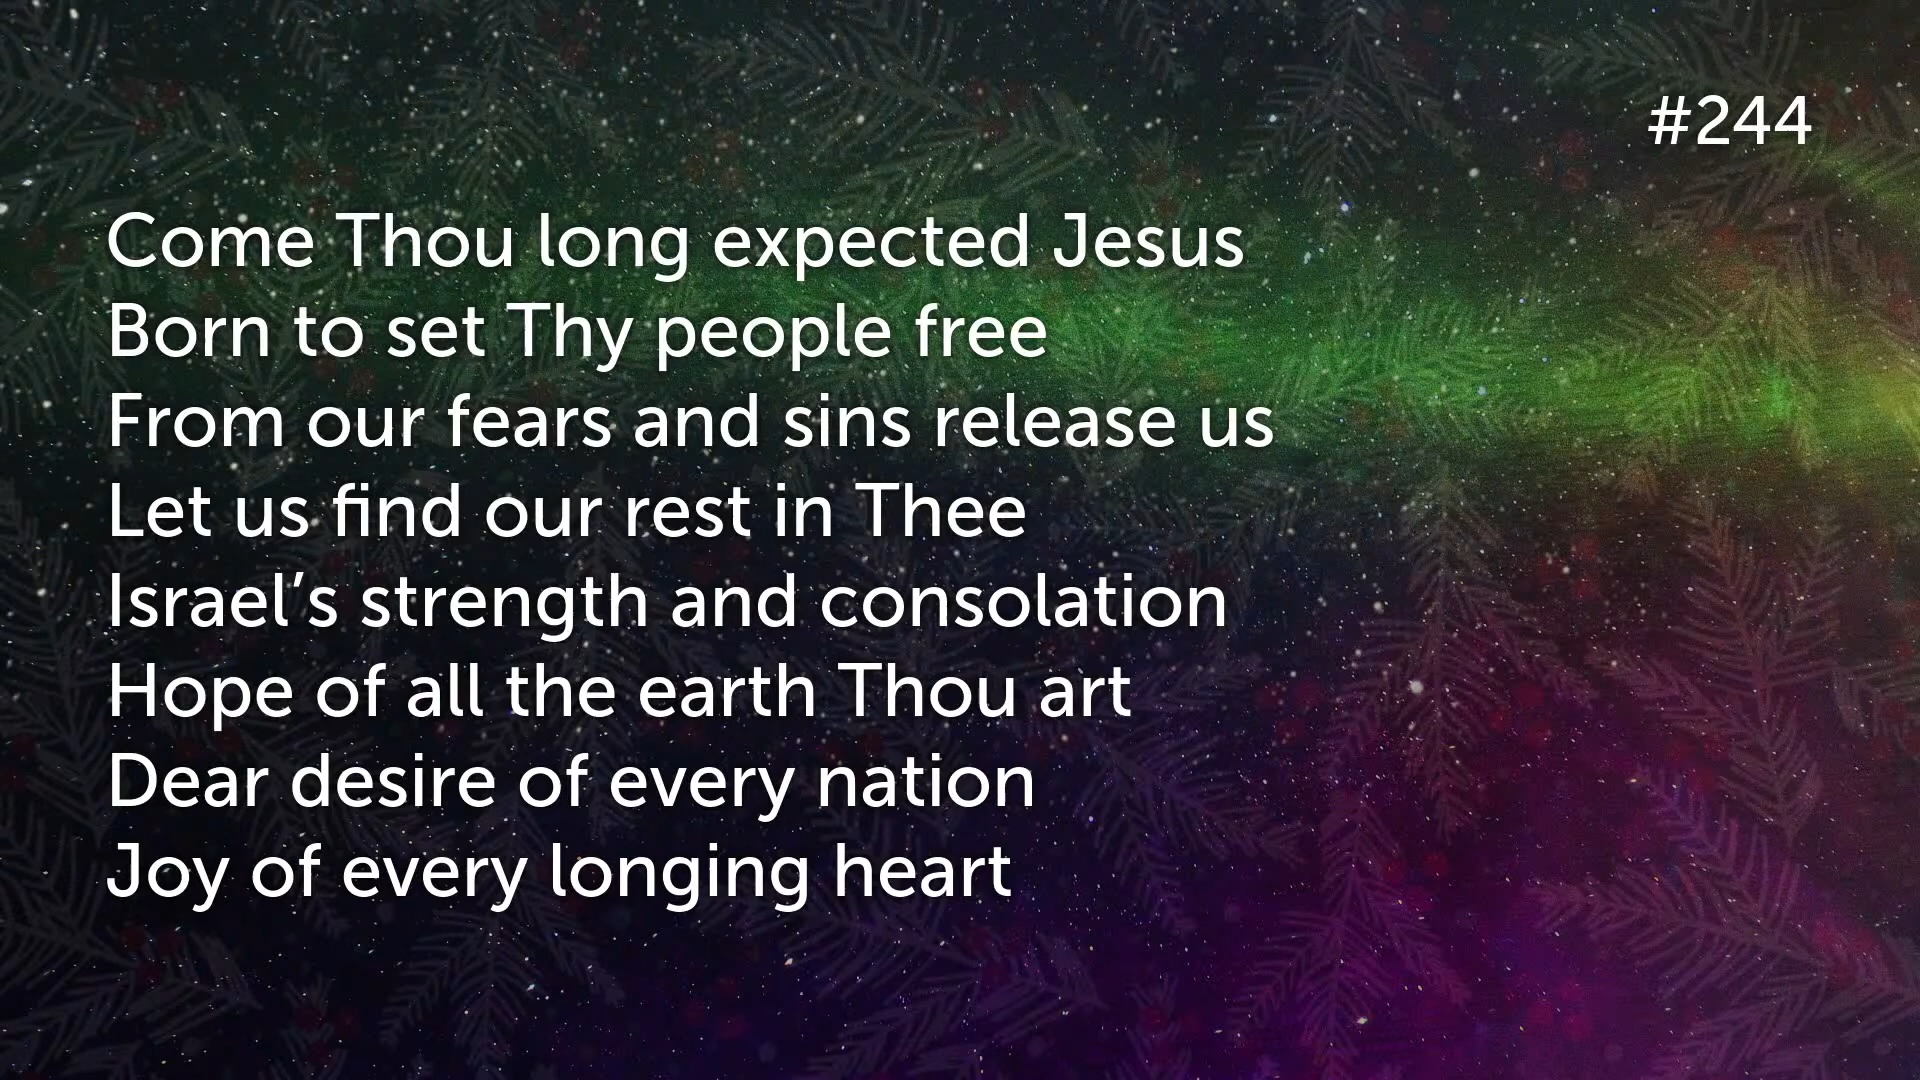 #244
Come Thou long expected Jesus
Born to set Thy people free
From our fears and sins release us
Let us find our rest in Thee
Israel’s strength and consolation
Hope of all the earth Thou art
Dear desire of every nation
Joy of every longing heart